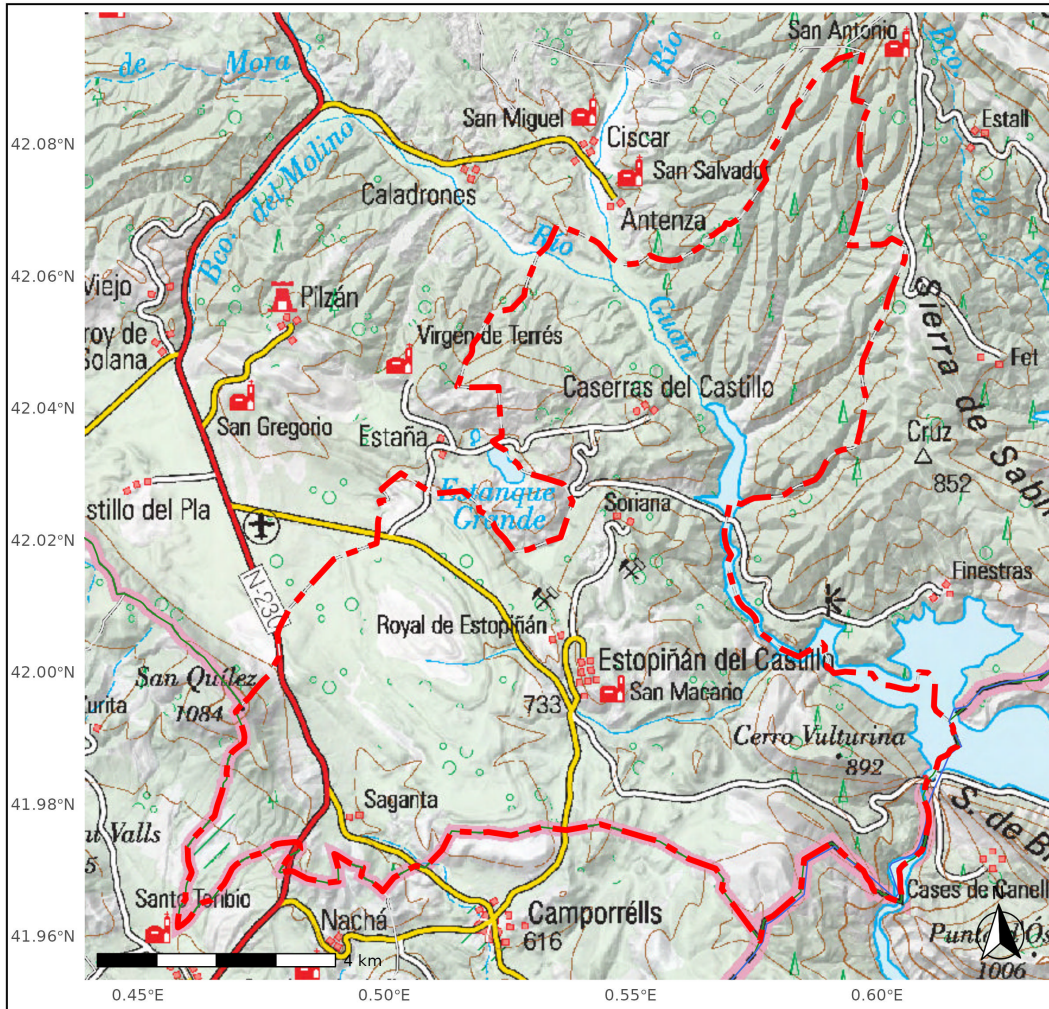 San Antonio
de Mora
Río
Bco. de
Estall
San Miguel
Ciscar
Bco. del Molino
San Salvador
Caladrones
Antenza
42.08°N
Río Guart
42.06°N
Viejo
Pilzán
Sierra de Sabi
roy de
Solana
Virgen de Terrés
Fet
Caserras del Castillo
42.04°N
San Gregorio
Estaña
Cruz
852
Estanque
Grande
Soriana
stillo del Pla
42.02°N
N-230
Finestras
Royal de Estopiñán
Estopiñán del Castillo
42.00°N
San Quílez
1084
San Macario
733
urita
Cerro Vulturina
892
41.98°N
Saganta
S. de
Valls
5
Santo Toribio
Cases de Canell
Nachá
Camporrélls
616
N
41.96°N
4 km
1006
0.45°E
0.50°E
0.55°E
0.60°E